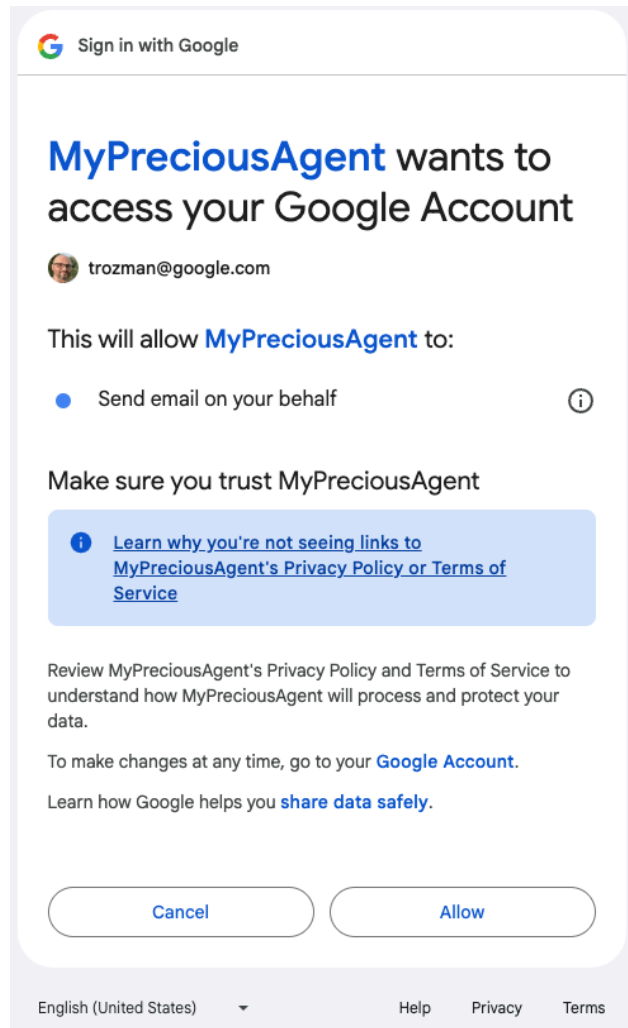 Sign in with Google
MyPreciousAgent wants to
access your Google Account
trozman@google.com
This will allow MyPreciousAgent to:
Send email on your behalf
Make sure you trust MyPreciousAgent
Learn why you're not seeing links to
MyPreciousAgent's Privacy Policy or Terms of
Service
Review MyPreciousAgent's Privacy Policy and Terms of Service to
understand how MyPreciousAgent will process and protect your
data.
To make changes at any time, go to your Google Account.
Learn how Google helps you share data safely.
Cancel Allow
English (United States) Help Privacy Terms